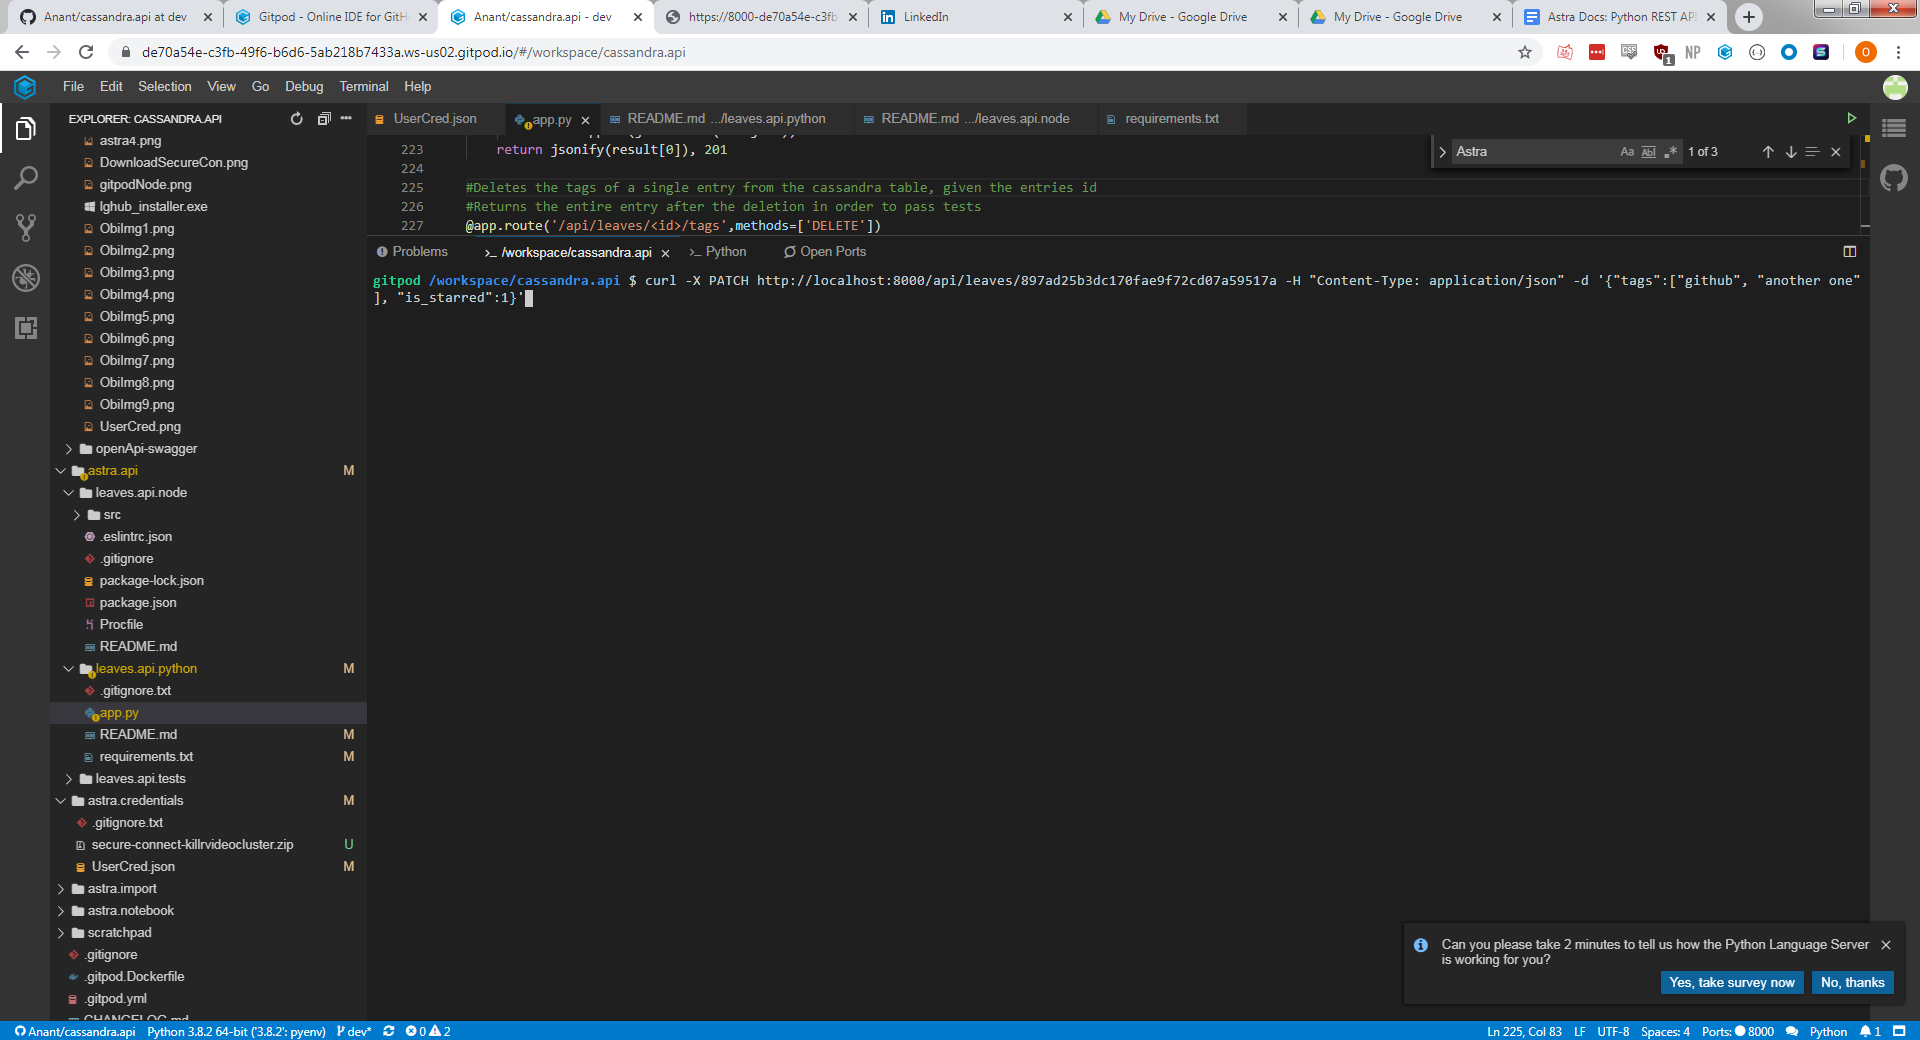 Anant/cassandra.api at dev
Gitpod - Online IDE for GitH
Anant/cassandra.api - dev
https://8000-de70a54e-c3fb
LinkedIn
My Drive - Google Drive
My Drive - Google Drive
Astra Docs: Python REST API
de70a54e-c3fb-49f6-b6d6-5ab218b7433a.ws-us02.gitpod.io/#/workspace/cassandra.api
NP
1
O
File Edit Selection View Go Debug Terminal Help
EXPLORER: CASSANDRA.API
astra4.png
DownloadSecureCon.png
gitpodNode.png
lghub_installer.exe
ObiImg1.png
ObiImg2.png
ObiImg3.png
ObiImg4.png
ObiImg5.png
ObiImg6.png
ObiImg7.png
ObiImg8.png
ObiImg9.png
UserCred.png
openApi-swagger
astra.api M
leaves.api.node
src
.eslintrc.json
.gitignore
package-lock.json
package.json
Procfile
README.md
leaves.api.python M
.gitignore.txt
app.py
README.md M
requirements.txt M
leaves.api.tests
astra.credentials M
.gitignore.txt
secure-connect-killrvideocluster.zip U
UserCred.json M
astra.import
astra.notebook
scratchpad
.gitignore
.gitpod.Dockerfile
.gitpod.yml
CHANGELOG.md
UserCred.json
app.py
README.md .../leaves.api.python
README.md .../leaves.api.node
requirements.txt
223 return jsonify(result[0]), 201
224
225 #Deletes the tags of a single entry from the cassandra table, given the entries id
226 #Returns the entire entry after the deletion in order to pass tests
227 @app.route('/api/leaves/<id>/tags',methods=['DELETE'])
Astra Aa Abl .* 1 of 3
Problems
>_ /workspace/cassandra.api
>_ Python
Open Ports
gitpod /workspace/cassandra.api $ curl -X PATCH http://localhost:8000/api/leaves/897ad25b3dc170fae9f72cd07a59517a -H "Content-Type: application/json" -d '{"tags":["github", "another one"
], "is_starred":1}'
Can you please take 2 minutes to tell us how the Python Language Server
is working for you?
Yes, take survey now
No, thanks
Anant/cassandra.api Python 3.8.2 64-bit ('3.8.2': pyenv) dev* 0 2
Ln 225, Col 83 LF UTF-8 Spaces: 4 Ports: 8000 Python 1